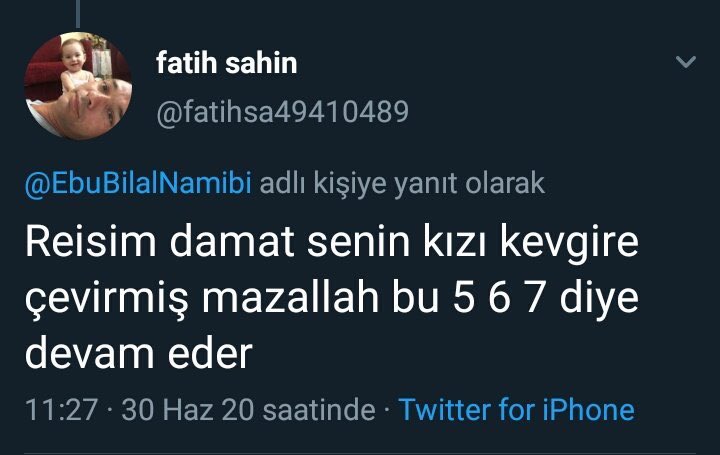 fatih sahin
@fatihsa49410489
@EbuBilalNamibi adlı kişiye yanıt olarak
Reisim damat senin kızı kevgire
çevirmiş mazallah bu 5 6 7 diye
devam eder
11:27 · 30 Haz 20 saatinde · Twitter for iPhone